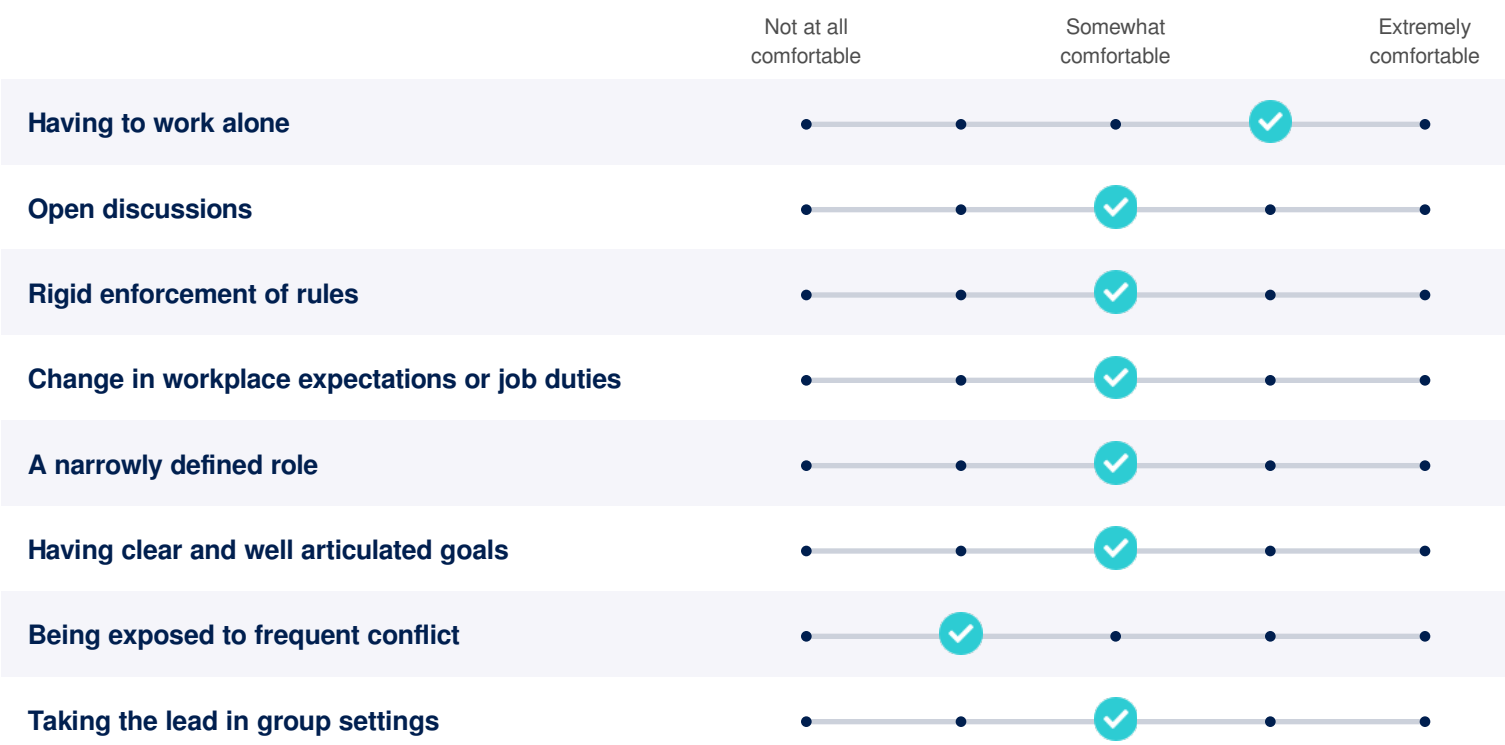 Not at all Somewhat Extremely
comfortable comfortable comfortable
Having to work alone
Open discussions
Rigid enforcement of rules
Change in workplace expectations or job duties
A narrowly defined role
Having clear and well articulated goals
Being exposed to frequent conflict
Taking the lead in group settings